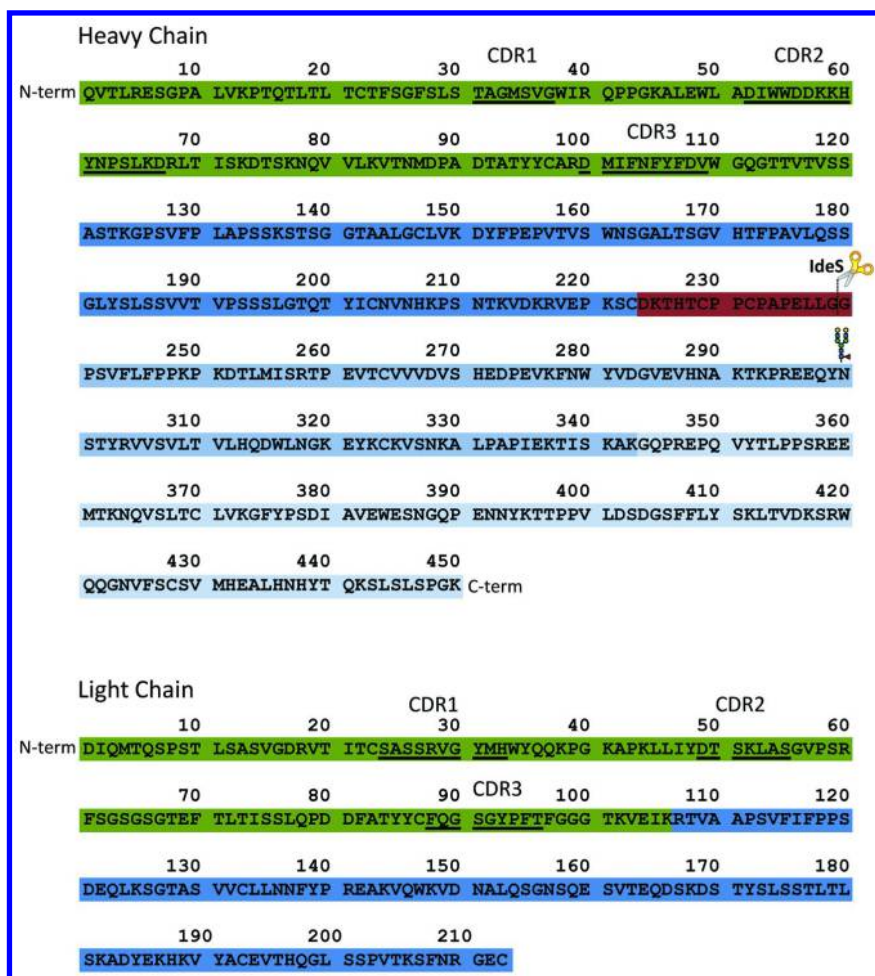 Heavy Chain
CDR1 CDR2
10 20 30 40 50 60
N-term QVTLRESGPA LVKPTQTLTL TCTFSGFSLS TAGMSVGWIR QPPGKALEWL ADIWWDDKKH
CDR3
70 80 90 100 110 120
YNPSLKDRLT ISKDTSKNQV VLKVTNMDPA DTATYYCARD MIFNFYFDVW GQGTTVTVSS
130 140 150 160 170 180
ASTKGPSVFP LAPSSKSTSG GTAALGCLVK DYFPEPVTVS WNSGALTSGV HTFPAVLQSS
IdeS
190 200 210 220 230
GLYSLSSVVT VPSSSLGTQT YICNVNHKPS NTKVDKRVEP KSCDKTHTCP PCPAPELLGG
250 260 270 280 290
PSVFLFPPKP KDTLMISRTP EVTCVVVDVS HEDPEVKFNW YVDGVEVHNA KTKPREEQYN
310 320 330 340 350 360
STYRVVSVLT VLHQDWLNGK EYKCKVSNKA LPAPIEKTIS KAKGQPREPQ VYTLPPSREE
370 380 390 400 410 420
MTKNQVSLTC LVKGFYPSDI AVEWESNGQP ENNYKTTPPV LDSDGSFFLY SKLTVDKSRW
430 440 450
QQGNVFSCSV MHEALHNHYT QKSLSLSPGK C-term
Light Chain
CDR1 CDR2
10 20 30 40 50 60
N-term DIQMTQSPST LSASVGDRVT ITCSASSRVG YMHWYQQKPG KAPKLLIYDT SKLASGVPSR
70 80 90 CDR3 100 110 120
FSGSGSGTEF TLTISSLQPD DFATYYCFQG SGYPFTFGGG TKVEIKRTVA APSVFIFPPS
130 140 150 160 170 180
DEQLKSGTAS VVCLLNNFYP REAKVQWKVD NALQSGNSQE SVTEQDSKDS TYSLSSTLTL
190 200 210
SKADYEKHKV YACEVTHQGL SSPVTKSFNR GEC